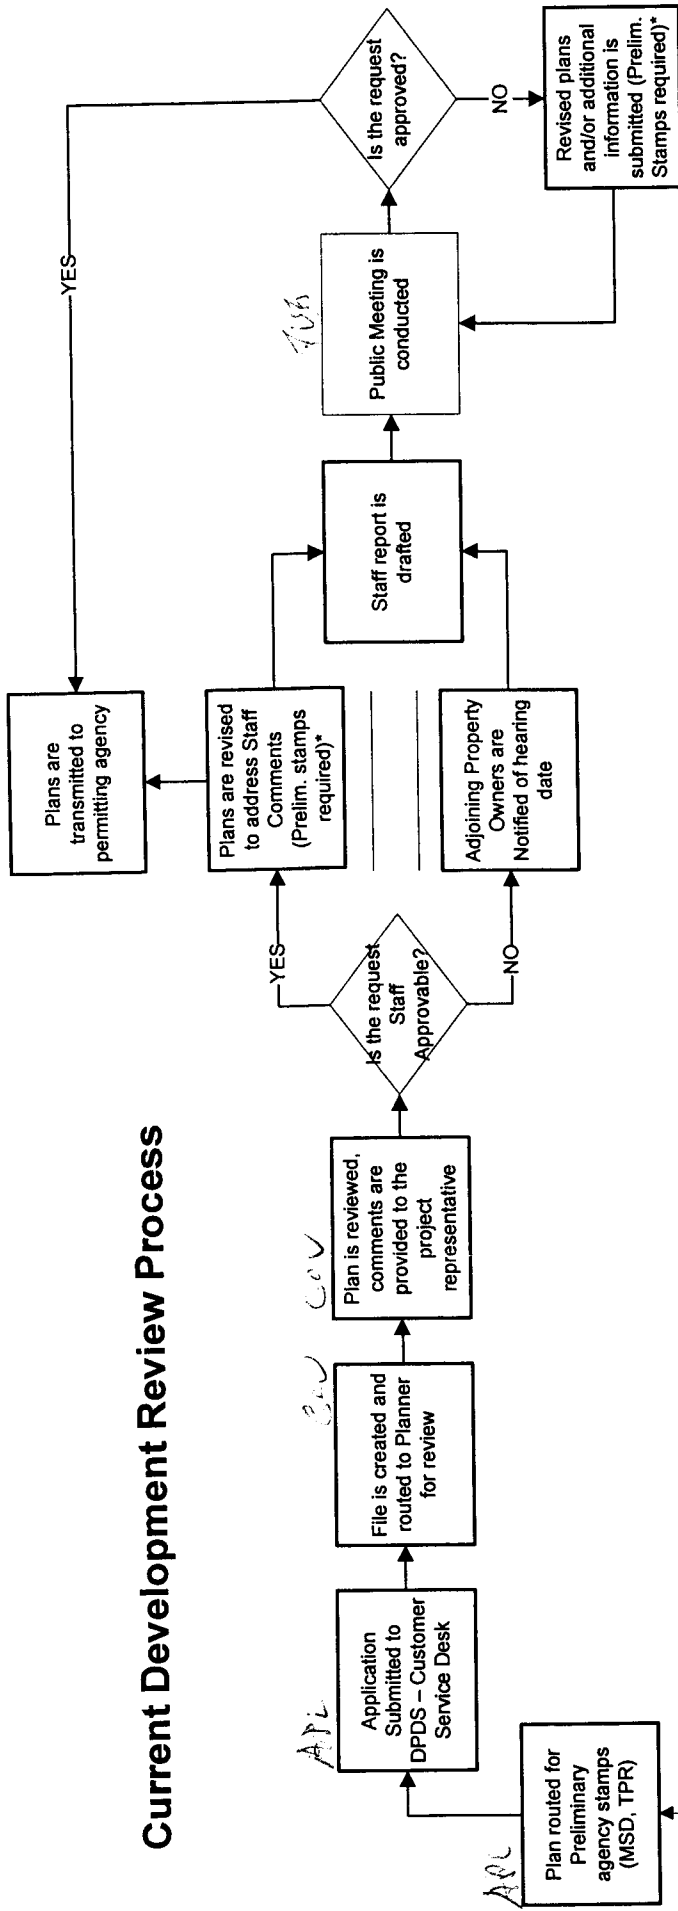 Current Development Review Process
Plan routed for
Preliminary
agency stamps
(MSD, TPR)
Application
Submitted to
DPDS – Customer
Service Desk
File is created and
routed to Planner
for review
Plan is reviewed,
comments are
provided to the
project
representative
Is the request
Staff
Approvable?
YES
NO
Plans are revised
to address Staff
Comments
(Prelim. stamps
required)*
Adjoining Property
Owners are
Notified of hearing
date
Plans are
transmitted to
permitting agency
Staff report is
drafted
Public Meeting is
conducted
Is the request
approved?
YES
NO
Revised plans
and/or additional
information is
submitted (Prelim.
Stamps required)*